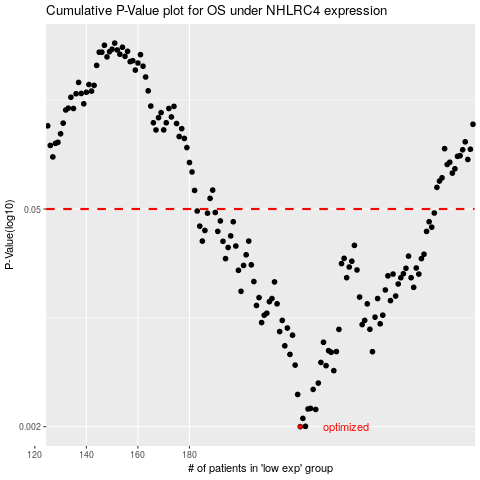 Cumulative P-Value plot for OS under NHLRC4 expression
P-Value(log10)
0.05
0.002
optimized
120 140 160 180
# of patients in 'low exp' group